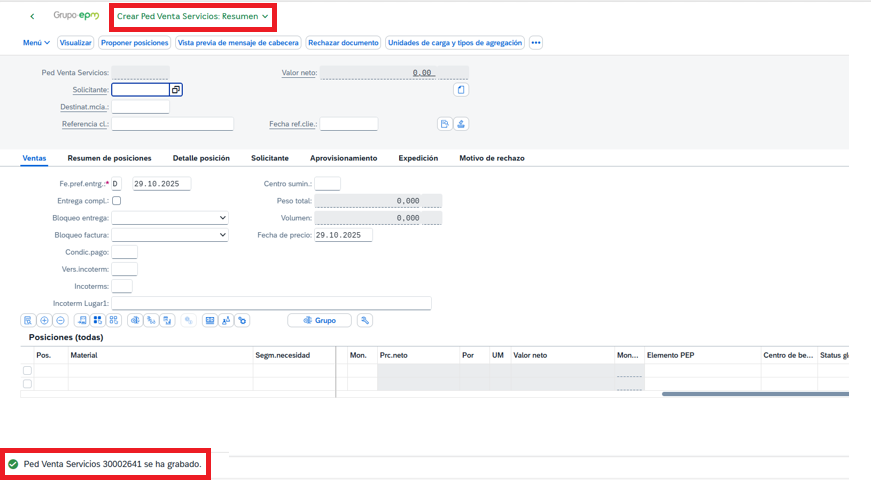 Grupo·epm
Crear Ped Venta Servicios: Resumen
Menú Visualizar Proponer posiciones Vista previa de mensaje de cabecera Rechazar documento Unidades de carga y tipos de agregación ...
Ped Venta Servicios: Valor neto: 0,00
Solicitante:
Destinat.mcía.:
Referencia cl.: Fecha ref.clie.:
Ventas Resumen de posiciones Detalle posición Solicitante Aprovisionamiento Expedición Motivo de rechazo
Fe.pref.entrg.:* D 29.10.2025 Centro sumin.:
Entrega compl.: Peso total: 0,000
Bloqueo entrega: Volumen: 0,000
Bloqueo factura: Fecha de precio: 29.10.2025
Condic.pago:
Vers.incoterm:
Incoterms:
Incoterm Lugar1:
Grupo
Posiciones (todas)
Pos. Material Segm.necesidad Mon. Prc.neto Por UM Valor neto Mon... Elemento PEP Centro de be... Status gl
Ped Venta Servicios 30002641 se ha grabado.